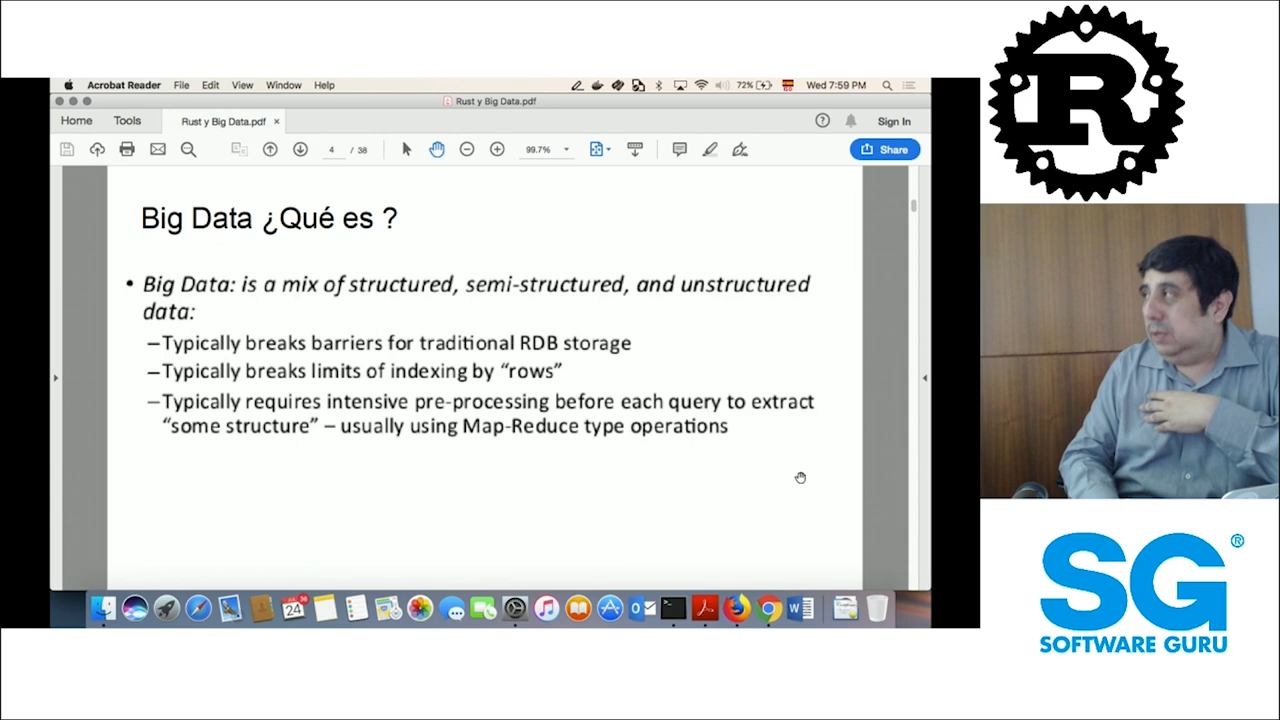 Acrobat Reader File Edit View Window Help 72% Wed 7:59 PM
Rust y Big Data.pdf
Home Tools Rust y Big Data.pdf × ? Sign In
4 / 38 99.7% Share
Big Data ¿Qué es ?
• Big Data: is a mix of structured, semi-structured, and unstructured
data:
–Typically breaks barriers for traditional RDB storage
–Typically breaks limits of indexing by “rows”
–Typically requires intensive pre-processing before each query to extract
“some structure” – usually using Map-Reduce type operations
24
R
SG®
SOFTWARE GURU